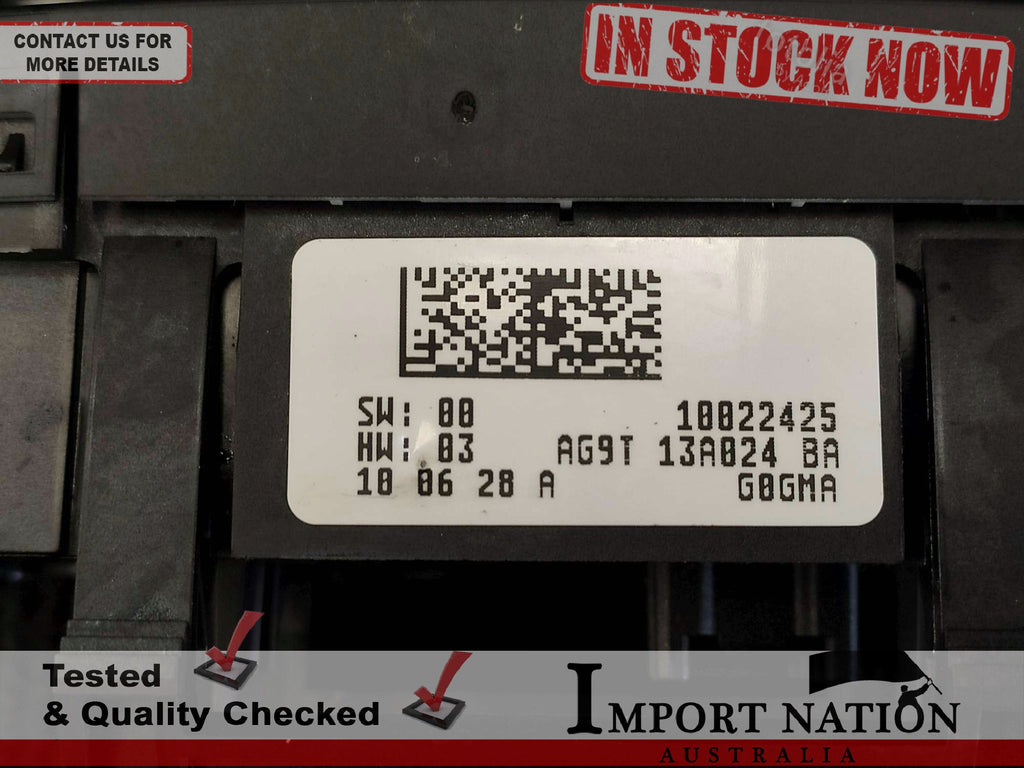 CONTACT US FOR
MORE DETAILS
IN STOCK NOW
SW: 00
10022425
HW: 03
AG9T 13A024 BA
10 06 28 A
G0GMA
Tested
& Quality Checked
IMPORT NATION
AUSTRALIA